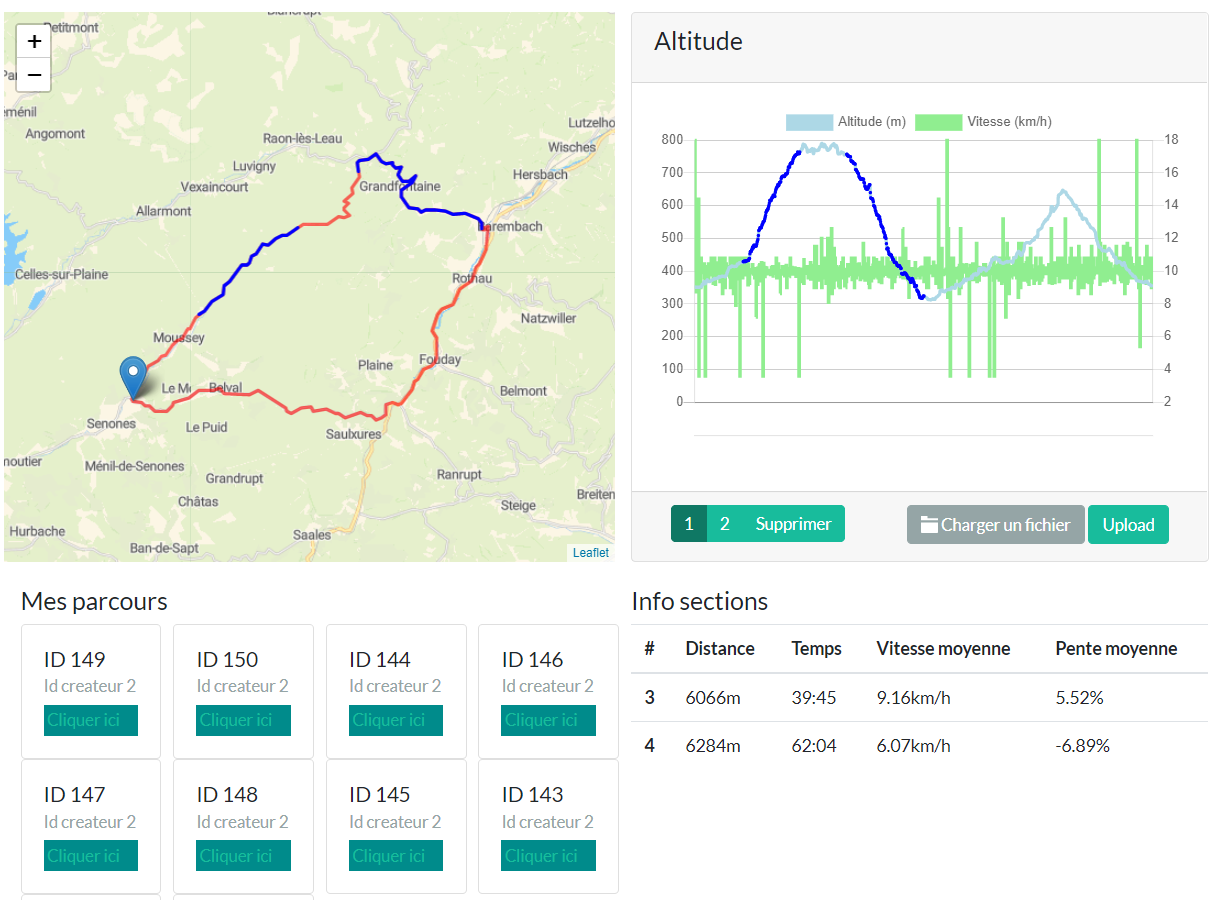 Petitmont
+
−
éménil
Angomont
Raon-lès-Leau
Lutzelho
Wisches
Luvigny
Vexaincourt
Grandfontaine
Hersbach
Allarmont
Larembach
Celles-sur-Plaine
Rothau
Natzwiller
Moussey
Plaine
Fouday
Belmont
Le M
Belval
Senones
Le Puid
Saulxures
moutier
Ménil-de-Senones
Grandrupt
Ranrupt
Breiten
Châtas
Steige
Hurbache
Ban-de-Sapt
Saales
Leaflet
Altitude
Altitude (m)
Vitesse (km/h)
800
700
600
500
400
300
200
100
0
18
16
14
12
10
8
6
4
2
1
2
Supprimer
Charger un fichier
Upload
Mes parcours
ID 149
Id createur 2
Cliquer ici
ID 150
Id createur 2
Cliquer ici
ID 144
Id createur 2
Cliquer ici
ID 146
Id createur 2
Cliquer ici
ID 147
Id createur 2
Cliquer ici
ID 148
Id createur 2
Cliquer ici
ID 145
Id createur 2
Cliquer ici
ID 143
Id createur 2
Cliquer ici
Info sections
# Distance Temps Vitesse moyenne Pente moyenne
3 6066m 39:45 9.16km/h 5.52%
4 6284m 62:04 6.07km/h -6.89%